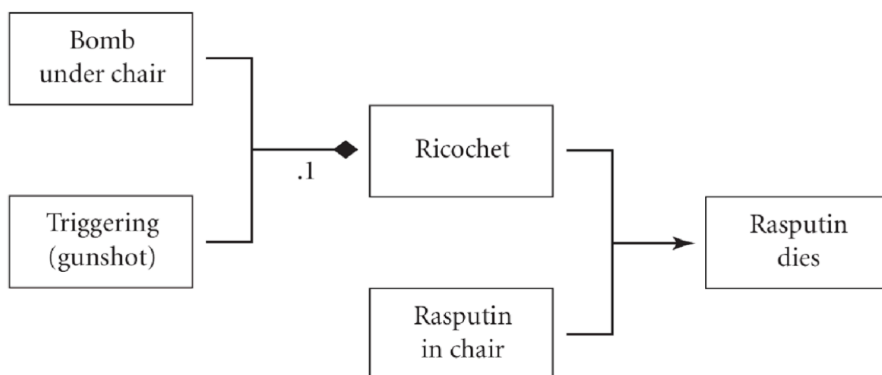 Bomb
under chair
Triggering
(gunshot)
.1
Ricochet
Rasputin
in chair
Rasputin
dies